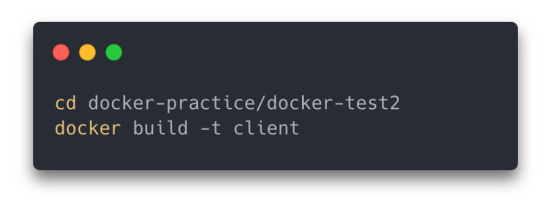 cd docker-practice/docker-test2
docker build -t client